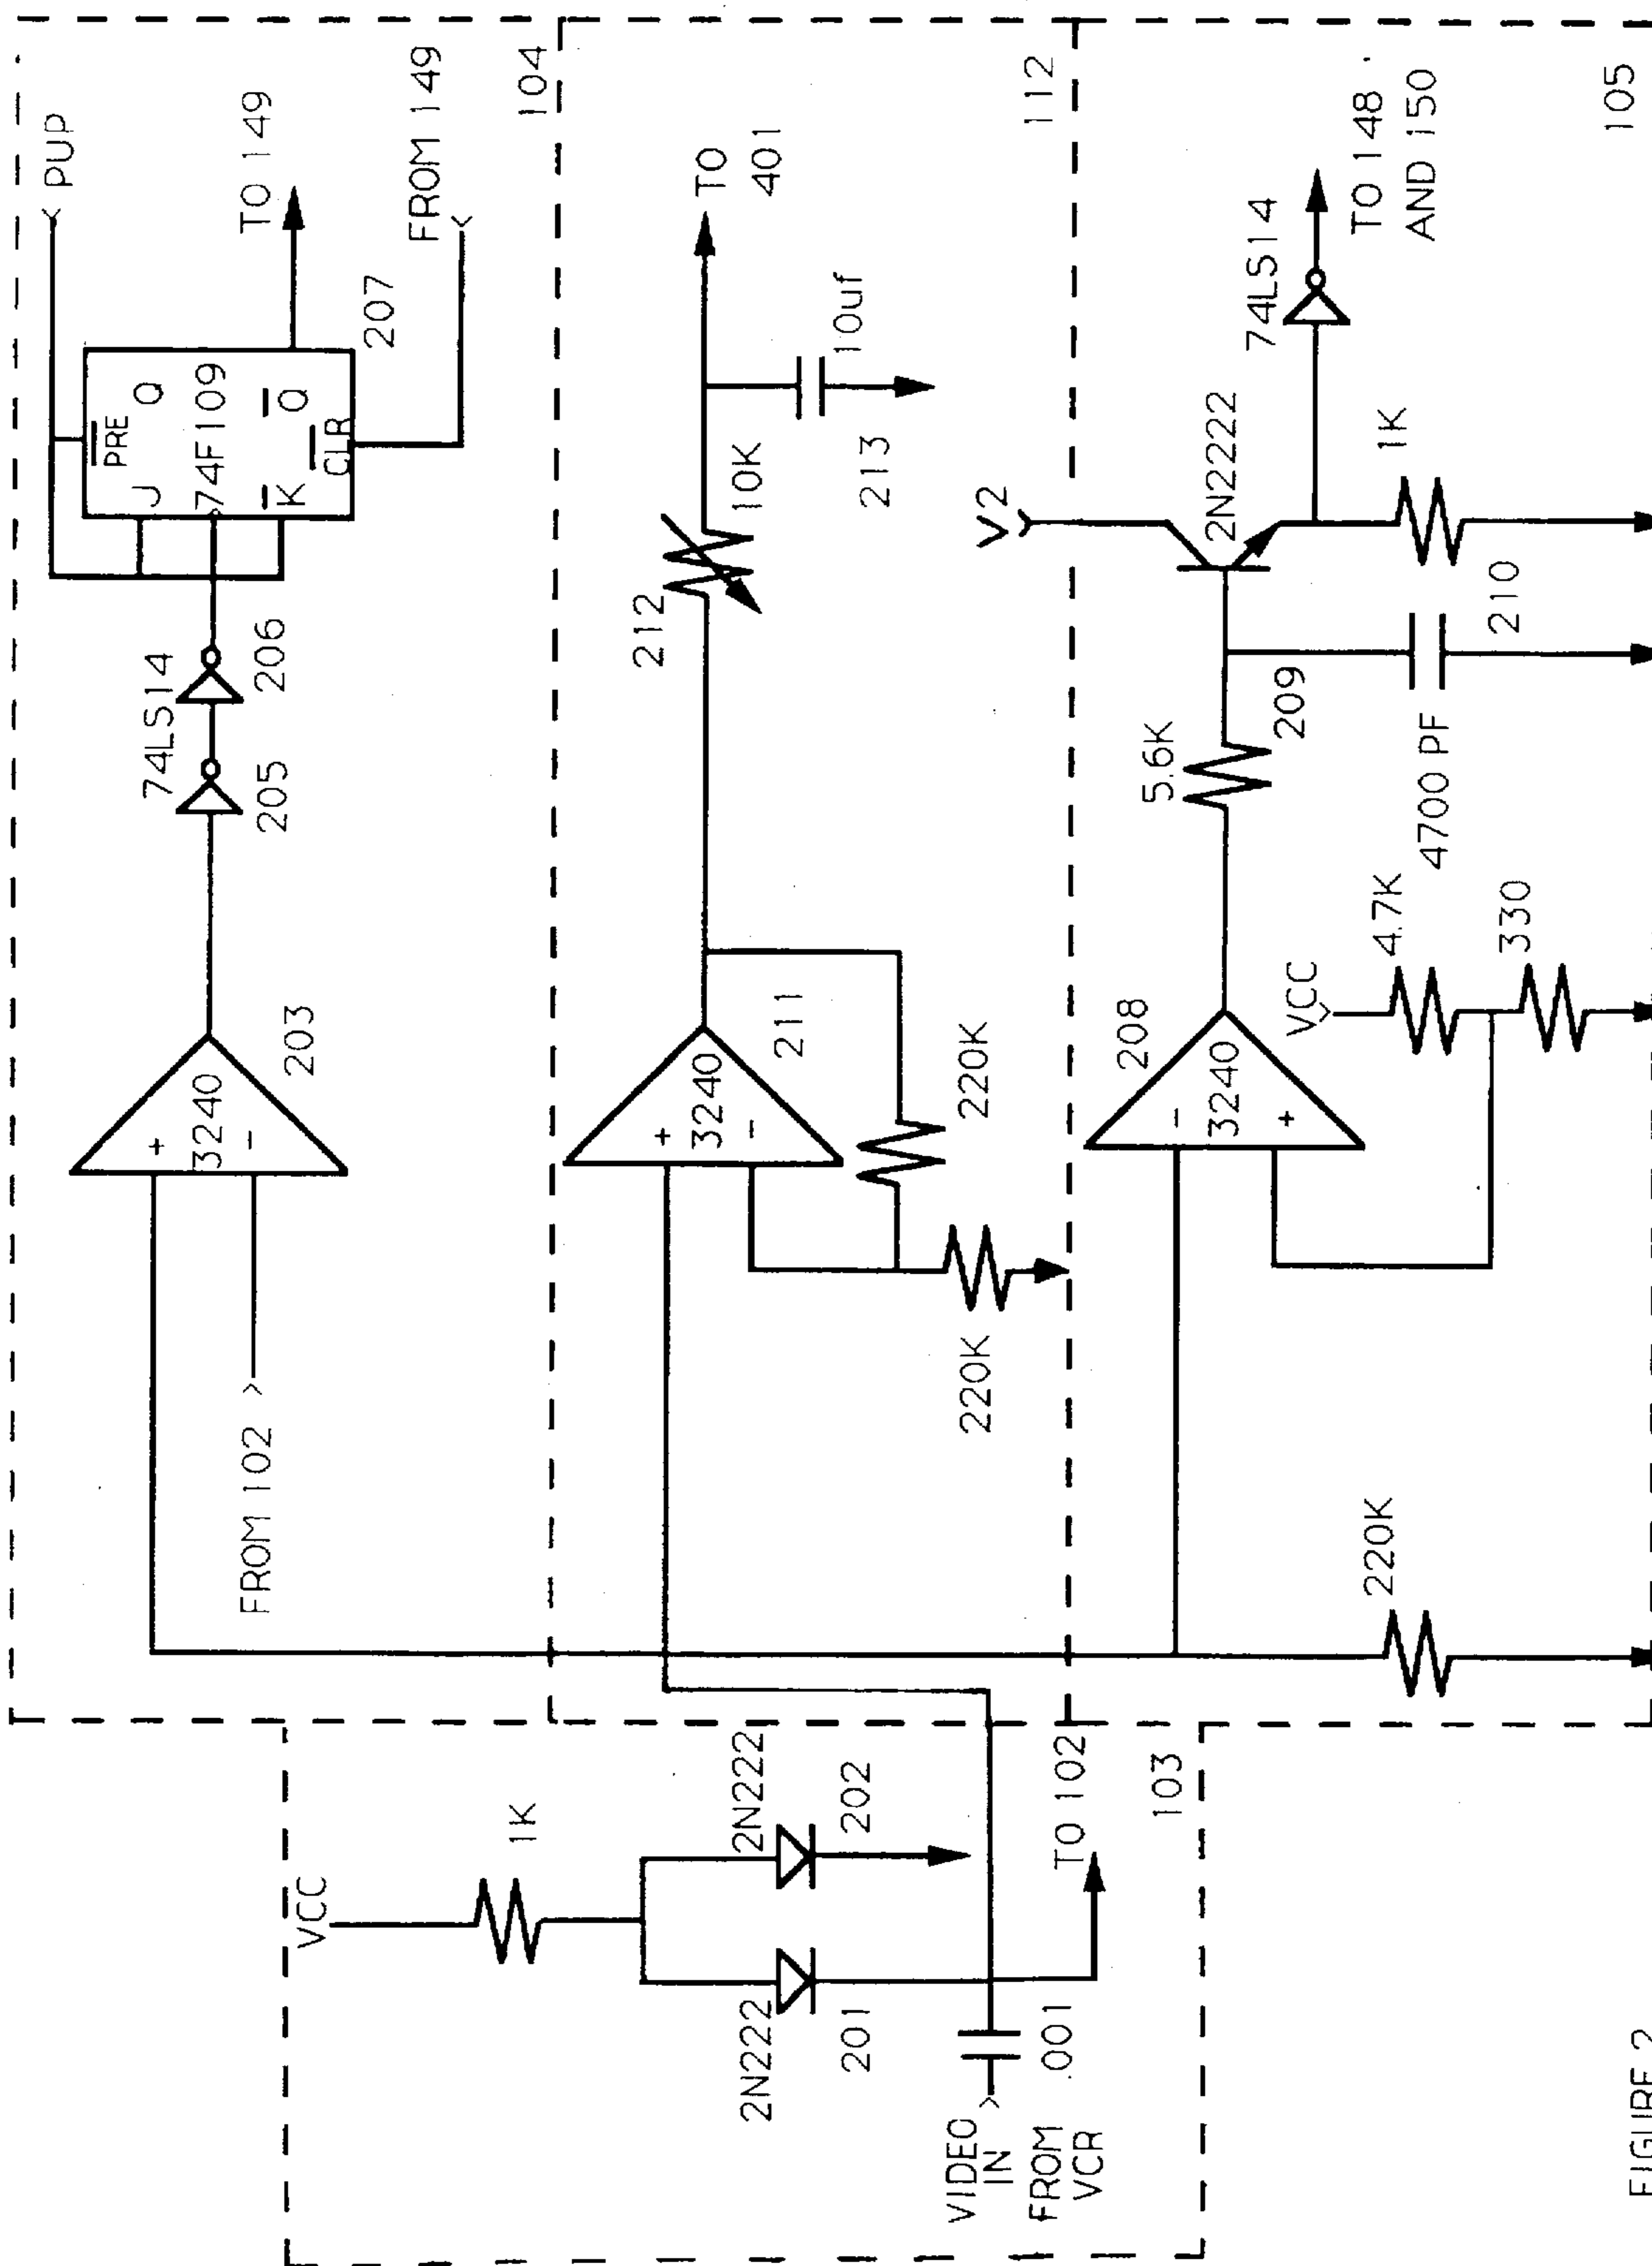 PUP
TO 149
FROM 149
104
PRE
J
Q
74F109
K
Q
CLR
207
74LS14
205
206
+
3240
-
203
FROM 102
TO
401
112
10K
212
10uf
213
+
3240
-
211
220K
220K
V2
2N2222
74LS14
TO 148
AND 150
105
1K
210
209
5.6K
4700 PF
208
-
3240
+
VCC
4.7K
330
220K
VCC
1K
2N222
202
2N222
201
TO 102
103
.001
VIDEO
IN
FROM
VCR
FIGURE 2